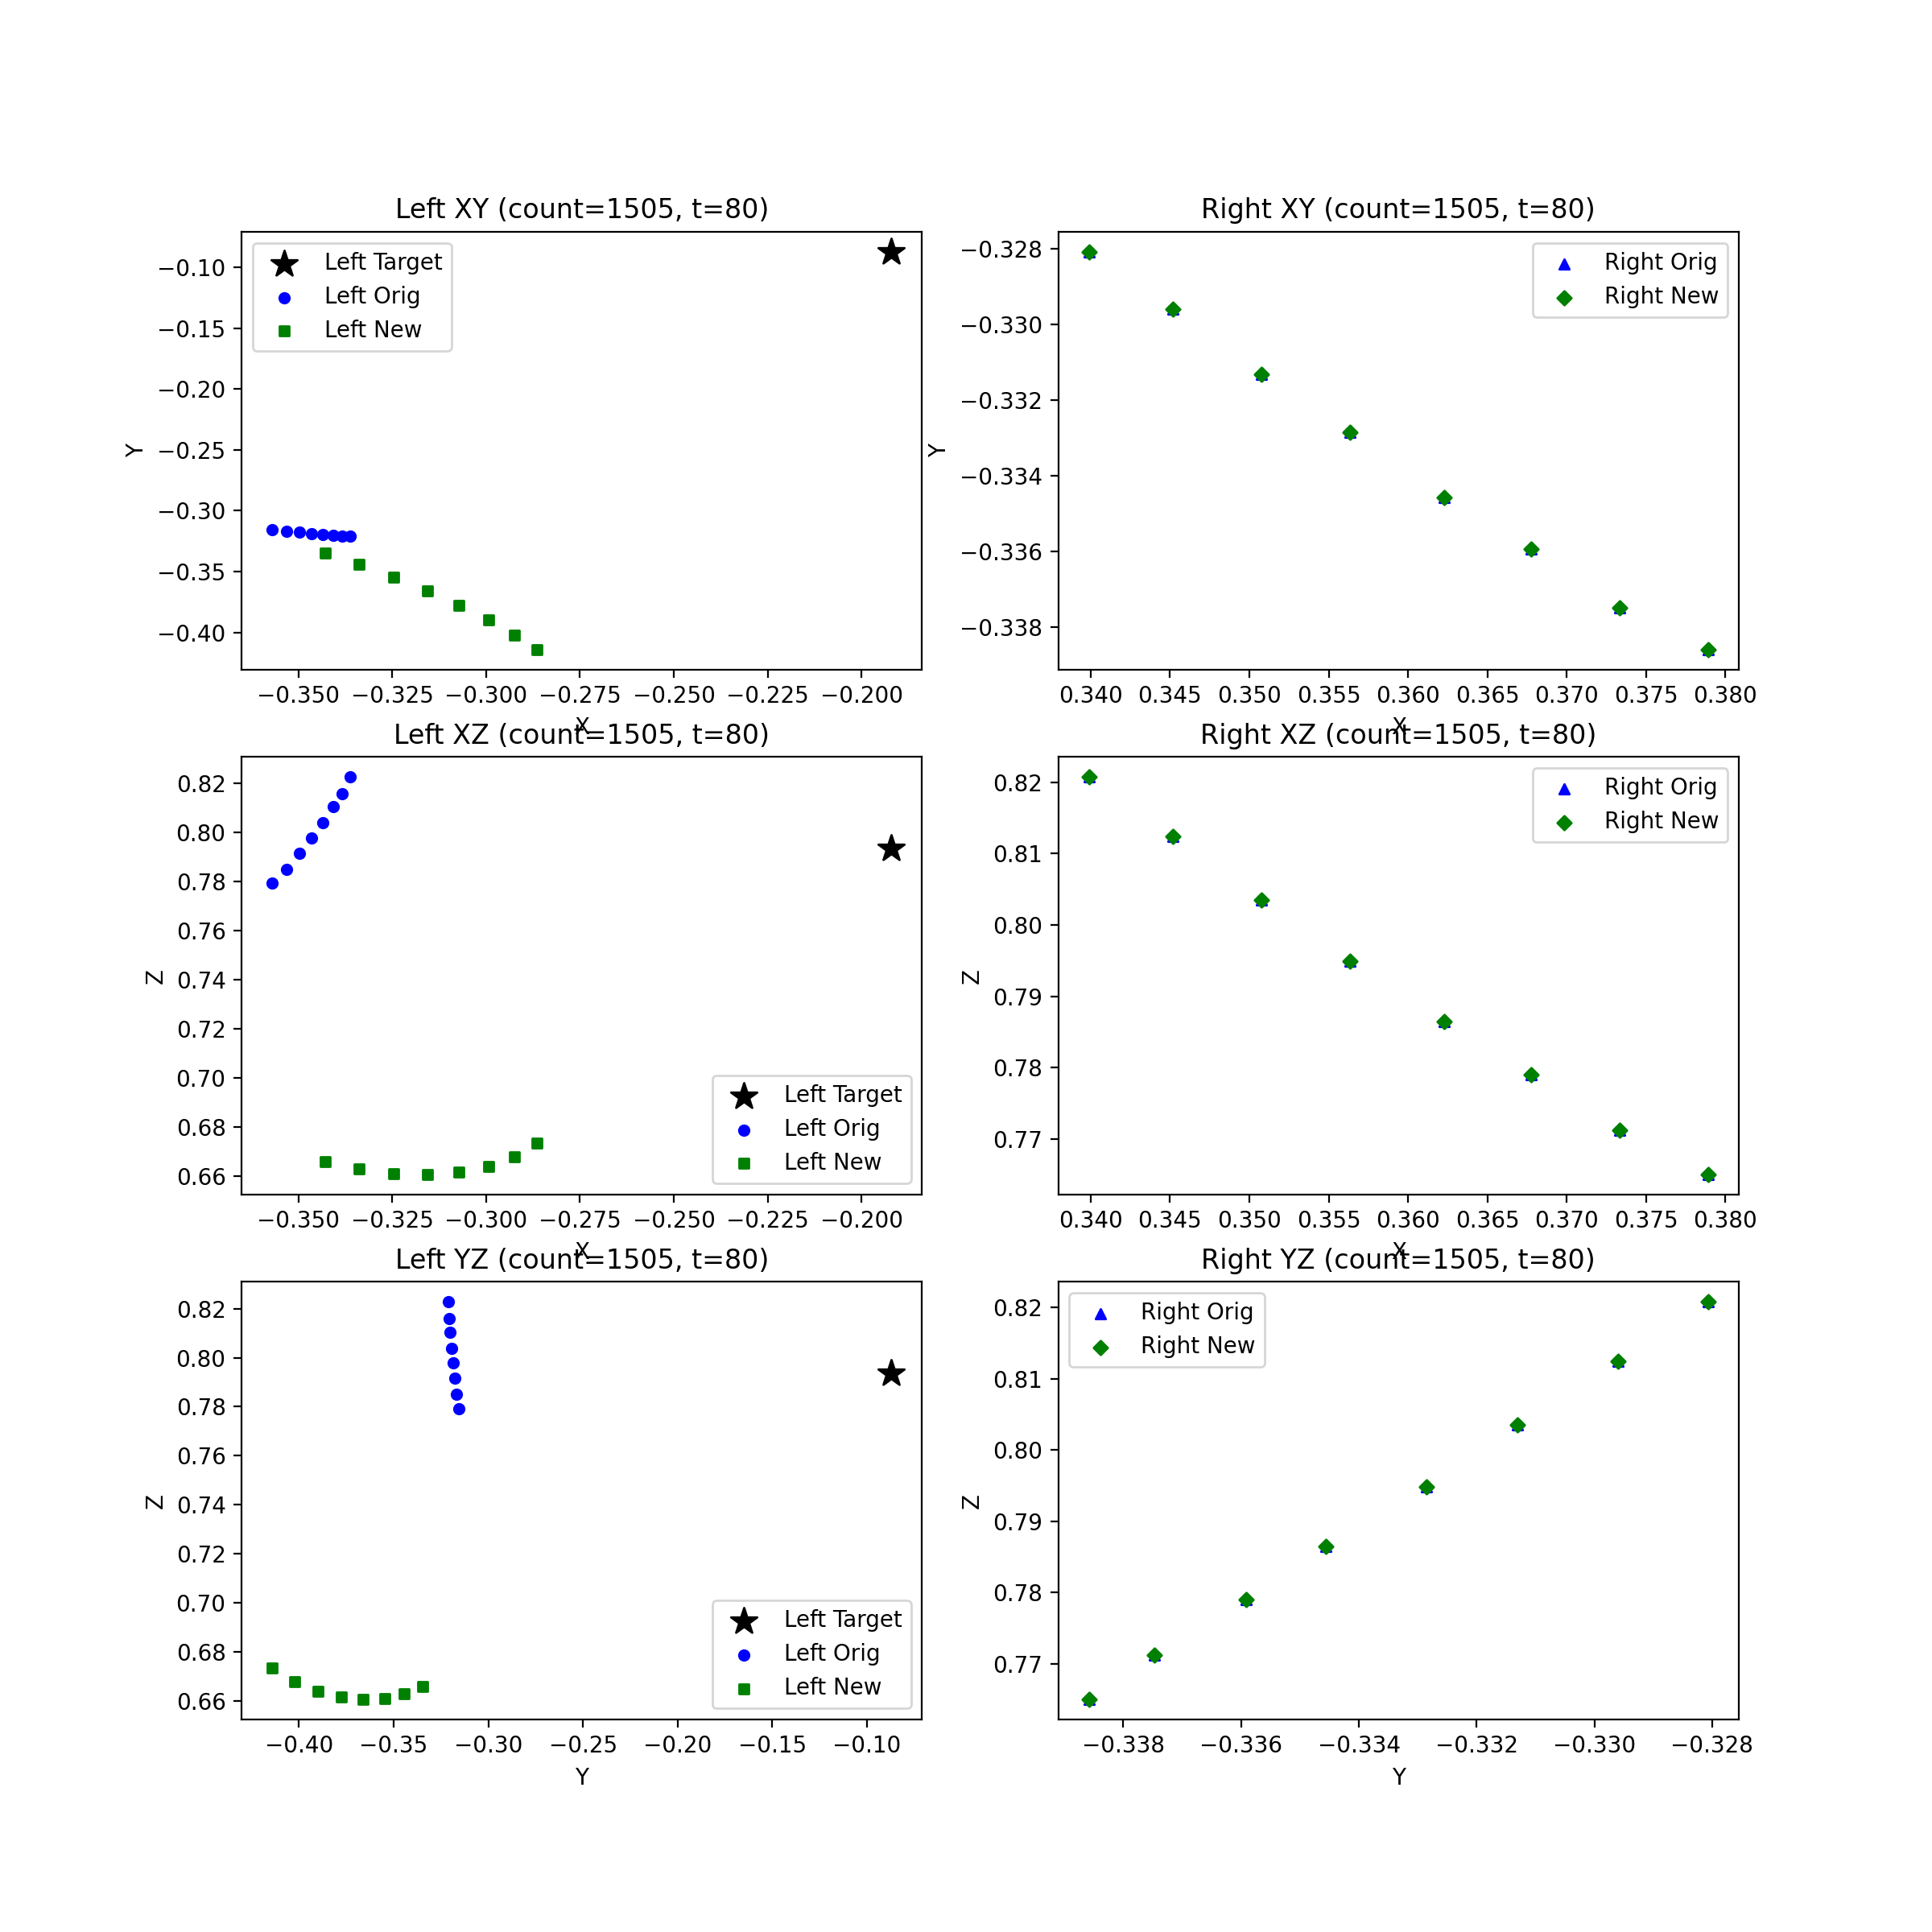 Left XY (count=1505, t=80)
Left Target
Left Orig
Left New
−0.10
−0.15
−0.20
−0.25
−0.30
−0.35
−0.40
Y
−0.350 −0.325 −0.300 −0.275 −0.250 −0.225 −0.200
X
Right XY (count=1505, t=80)
Right Orig
Right New
−0.328
−0.330
−0.332
−0.334
−0.336
−0.338
Y
0.340 0.345 0.350 0.355 0.360 0.365 0.370 0.375 0.380
X
Left XZ (count=1505, t=80)
0.82
0.80
0.78
0.76
0.74
0.72
0.70
0.68
0.66
Z
Left Target
Left Orig
Left New
−0.350 −0.325 −0.300 −0.275 −0.250 −0.225 −0.200
X
Right XZ (count=1505, t=80)
Right Orig
Right New
0.82
0.81
0.80
0.79
0.78
0.77
Z
0.340 0.345 0.350 0.355 0.360 0.365 0.370 0.375 0.380
X
Left YZ (count=1505, t=80)
0.82
0.80
0.78
0.76
0.74
0.72
0.70
0.68
0.66
Z
Left Target
Left Orig
Left New
−0.40 −0.35 −0.30 −0.25 −0.20 −0.15 −0.10
Y
Right YZ (count=1505, t=80)
Right Orig
Right New
0.82
0.81
0.80
0.79
0.78
0.77
Z
−0.338 −0.336 −0.334 −0.332 −0.330 −0.328
Y